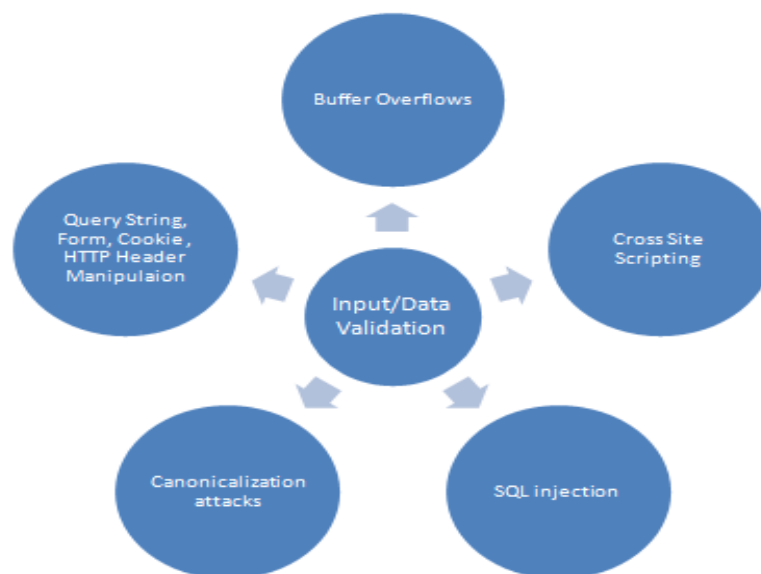 Buffer Overflows
Query String,
Form, Cookie,
HTTP Header
Manipulaion
Cross Site
Scripting
Input/Data
Validation
Canonicalization
attacks
SQL injection